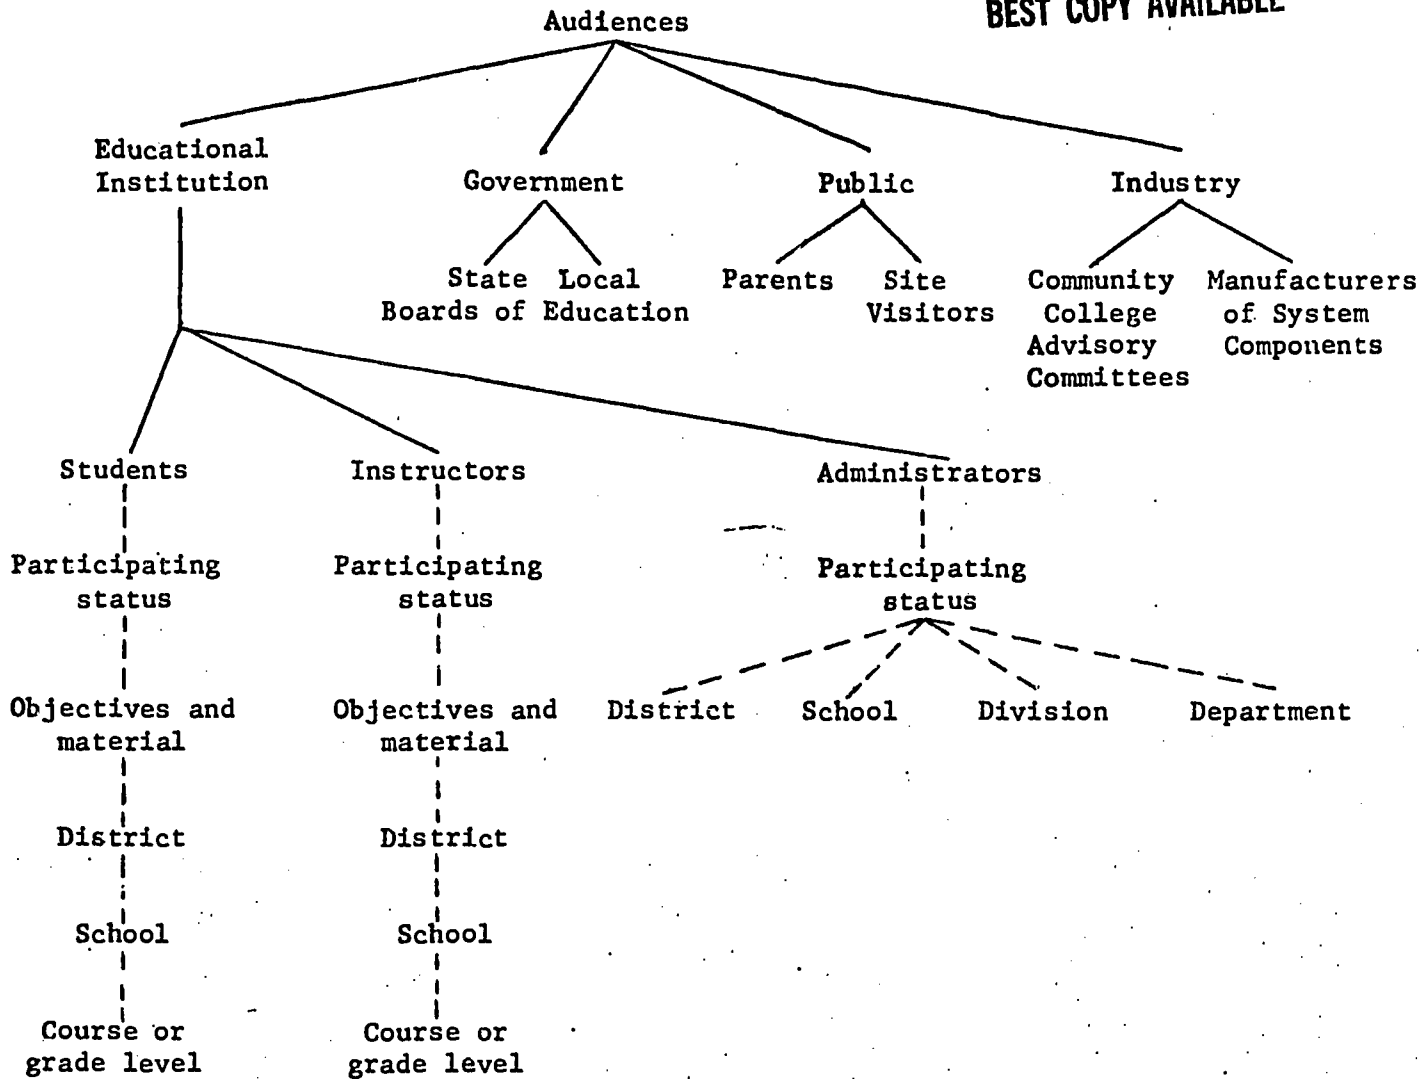 BEST COPY AVAILABLE
Audiences
Educational
Institution
Government
Public
Industry
State Local
Boards of Education
Parents
Site
Visitors
Community
College
Advisory
Committees
Manufacturers
of System
Components
Students
Instructors
Administrators
Participating
status
Participating
status
Participating
status
Objectives and
material
Objectives and
material
District
School
Division
Department
District
District
School
School
Course or
grade level
Course or
grade level